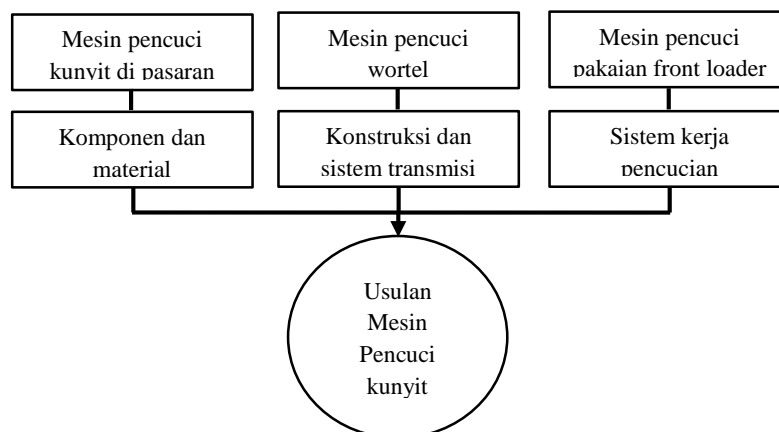 Mesin pencuci
kunyit di pasaran
Mesin pencuci
wortel
Mesin pencuci
pakaian front loader
Komponen dan
material
Konstruksi dan
sistem transmisi
Sistem kerja
pencucian
Usulan
Mesin
Pencuci
kunyit